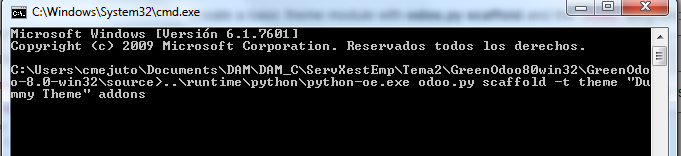 C:\Windows\System32\cmd.exe
Microsoft Windows [Versión 6.1.7601]
Copyright (c) 2009 Microsoft Corporation. Reservados todos los derechos.
C:\Users\cmejuto\Documents\DAM\DAM_C\ServXestEmp\Tema2\GreenOdoo80win32\GreenOdo
o-8.0-win32\source>..\runtime\python\python-oe.exe odoo.py scaffold -t theme "Du
mmy Theme" addons